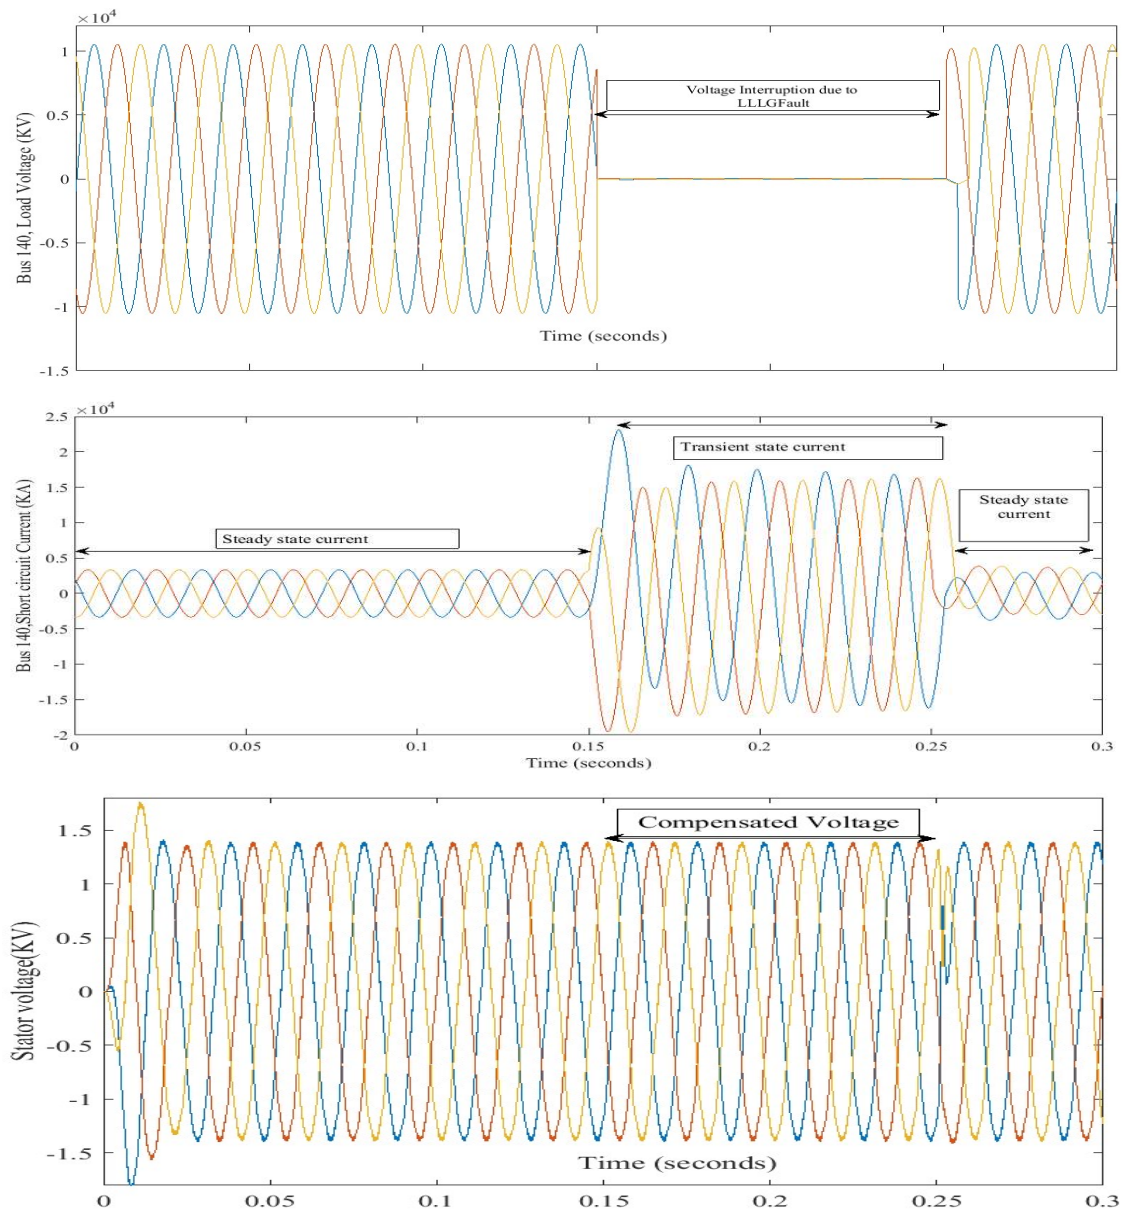 ×10⁴
1
0.5
0
-0.5
-1
-1.5
Bus 140, Load Voltage (KV)
Voltage Interruption due to
LLLGFault
Time (seconds)
×10⁴
2.5
2
1.5
1
0.5
0
-0.5
-1
-1.5
-2
Bus 140,Short circuit Current (KA)
Transient state current
Steady state current
Steady state
current
0 0.05 0.1 0.15 0.2 0.25 0.3
Time (seconds)
1.5
1
0.5
0
-0.5
-1
-1.5
Stator voltage(KV)
Compensated Voltage
Time (seconds)
0 0.05 0.1 0.15 0.2 0.25 0.3